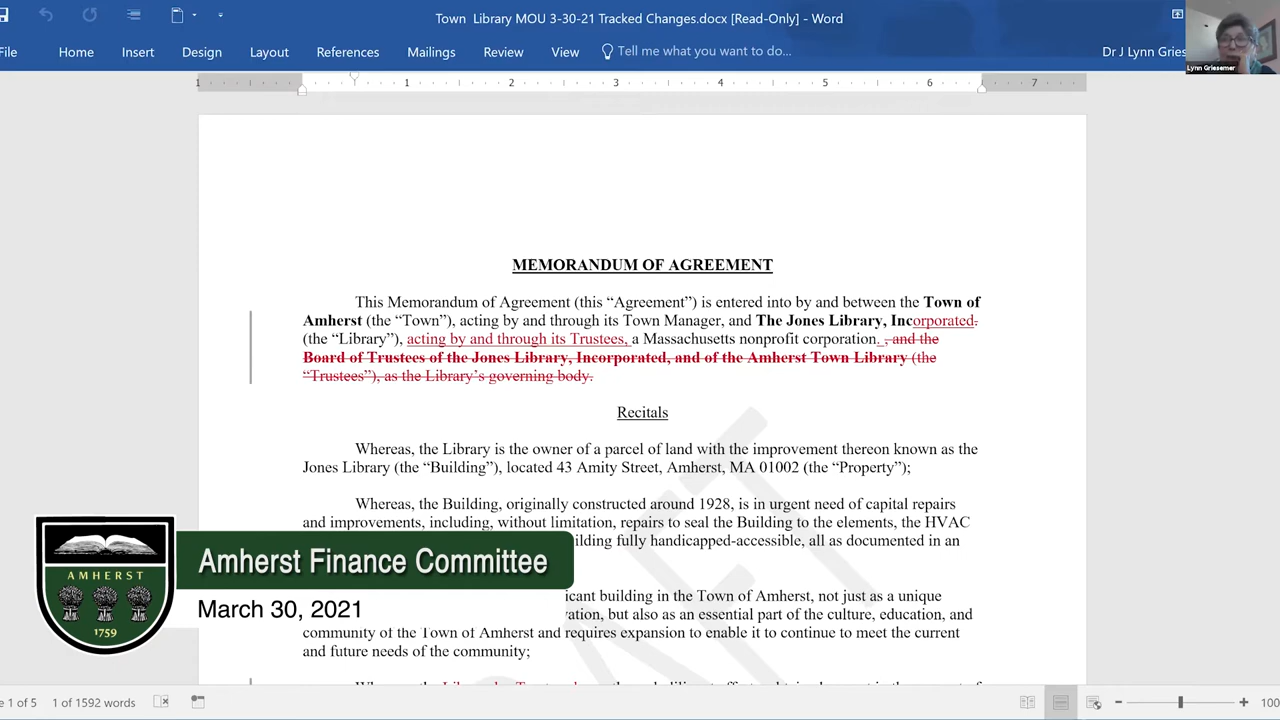 Town Library MOU 3-30-21 Tracked Changes.docx [Read-Only] - Word
File Home Insert Design Layout References Mailings Review View Tell me what you want to do... Dr J Lynn Gries
Lynn Griesemer
1 1 2 3 4 5 6 7
MEMORANDUM OF AGREEMENT
This Memorandum of Agreement (this “Agreement”) is entered into by and between the Town of
Amherst (the “Town”), acting by and through its Town Manager, and The Jones Library, Incorporated.
(the “Library”), acting by and through its Trustees, a Massachusetts nonprofit corporation. , and the
Board of Trustees of the Jones Library, Incorporated, and of the Amherst Town Library (the
“Trustees”), as the Library’s governing body.
Recitals
Whereas, the Library is the owner of a parcel of land with the improvement thereon known as the
Jones Library (the “Building”), located 43 Amity Street, Amherst, MA 01002 (the “Property”);
Whereas, the Building, originally constructed around 1928, is in urgent need of capital repairs
and improvements, including, without limitation, repairs to seal the Building to the elements, the HVAC
ilding fully handicapped-accessible, all as documented in an
icant building in the Town of Amherst, not just as a unique
vation, but also as an essential part of the culture, education, and
community of the Town of Amherst and requires expansion to enable it to continue to meet the current
and future needs of the community;
DRAFT
AMHERST
1759
Amherst Finance Committee
March 30, 2021
e 1 of 5 1 of 1592 words 100